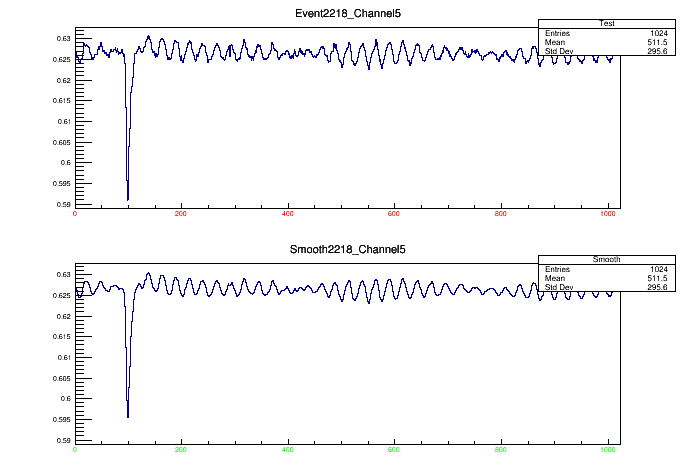 Event2218_Channel5
Test
Entries 1024
Mean 511.5
Std Dev 295.6
0.63
0.625
0.62
0.615
0.61
0.605
0.6
0.595
0.59
0 200 400 600 800 1000
Smooth2218_Channel5
Smooth
Entries 1024
Mean 511.5
Std Dev 295.6
0.63
0.625
0.62
0.615
0.61
0.605
0.6
0.595
0.59
0 200 400 600 800 1000